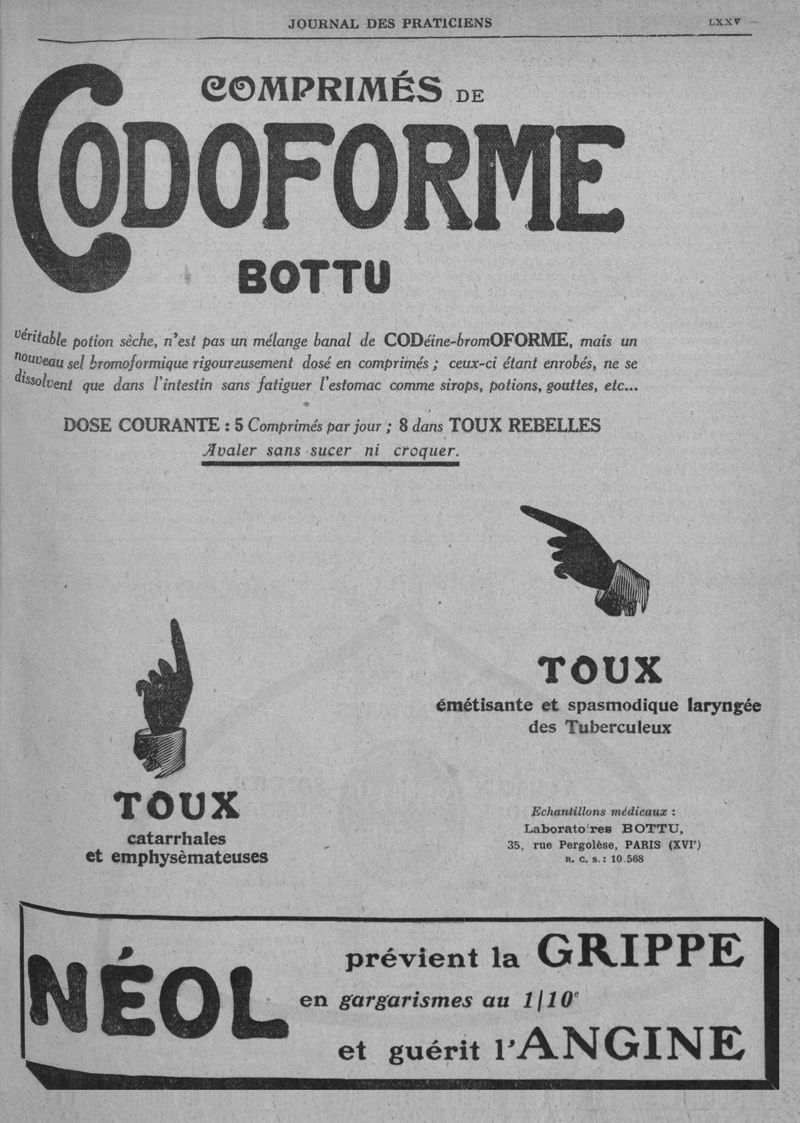 JOURNAL DES PRATICIENS
LXXV
COMPRIMÉS DE
CODOFORME
BOTTU
véritable potion sèche, n'est pas un mélange banal de CODéine-bromOFORME, mais un
nouveau sel bromoformique rigoureusement dosé en comprimés ; ceux-ci étant enrobés, ne se
dissolvent que dans l'intestin sans fatiguer l'estomac comme sirops, potions, gouttes, etc...
DOSE COURANTE : 5 Comprimés par jour ; 8 dans TOUX REBELLES
Avaler sans sucer ni croquer.
TOUX
émétisante et spasmodique laryngée
des Tuberculeux
TOUX
catarrhales
et emphysèmateuses
Echantillons médicaux :
Laboratoires BOTTU,
35, rue Pergolèse, PARIS (XVIe)
R. C. S. : 10.568
NÉOL
prévient la GRIPPE
en gargarismes au 1/10e
et guérit l'ANGINE